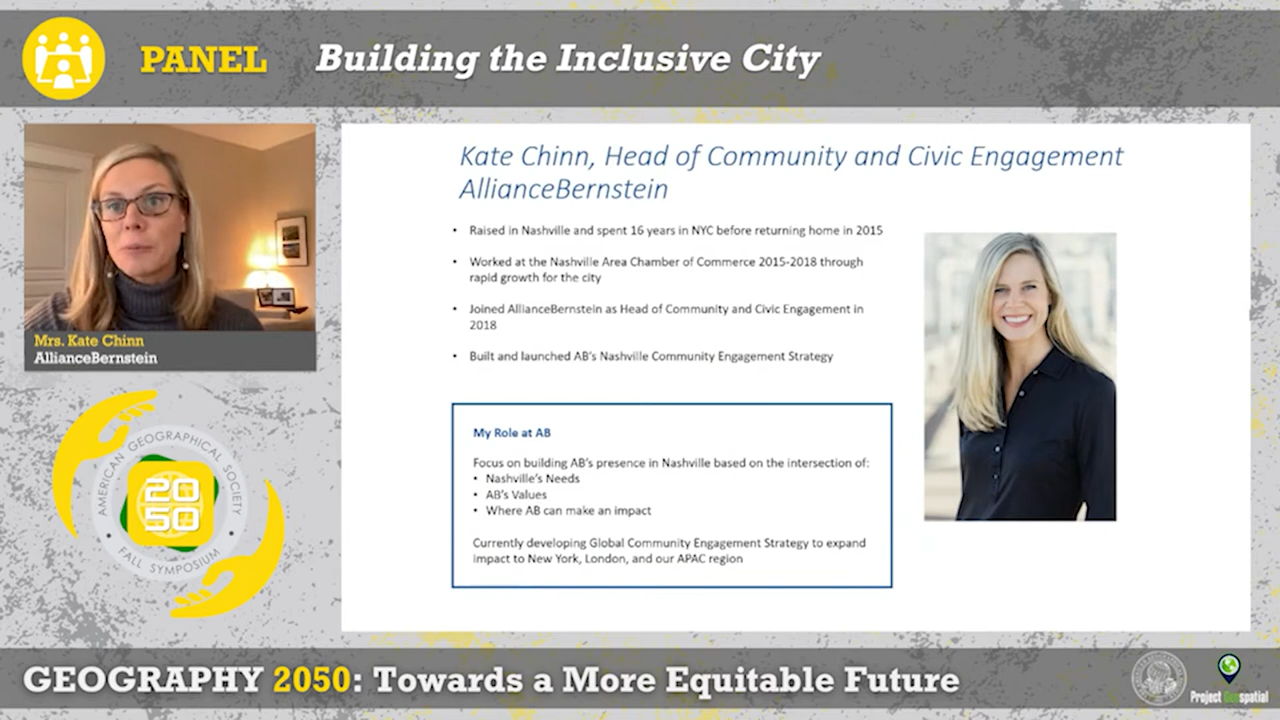 PANEL Building the Inclusive City
Kate Chinn, Head of Community and Civic Engagement
AllianceBernstein
• Raised in Nashville and spent 16 years in NYC before returning home in 2015
• Worked at the Nashville Area Chamber of Commerce 2015-2018 through
rapid growth for the city
• Joined AllianceBernstein as Head of Community and Civic Engagement in
2018
• Built and launched AB's Nashville Community Engagement Strategy
My Role at AB
Focus on building AB's presence in Nashville based on the intersection of:
• Nashville's Needs
• AB's Values
• Where AB can make an impact
Currently developing Global Community Engagement Strategy to expand
impact to New York, London, and our APAC region
Mrs. Kate Chinn
AllianceBernstein
AMERICAN GEOGRAPHICAL SOCIETY
20
50
• FALL SYMPOSIUM •
GEOGRAPHY 2050: Towards a More Equitable Future
Project Geospatial